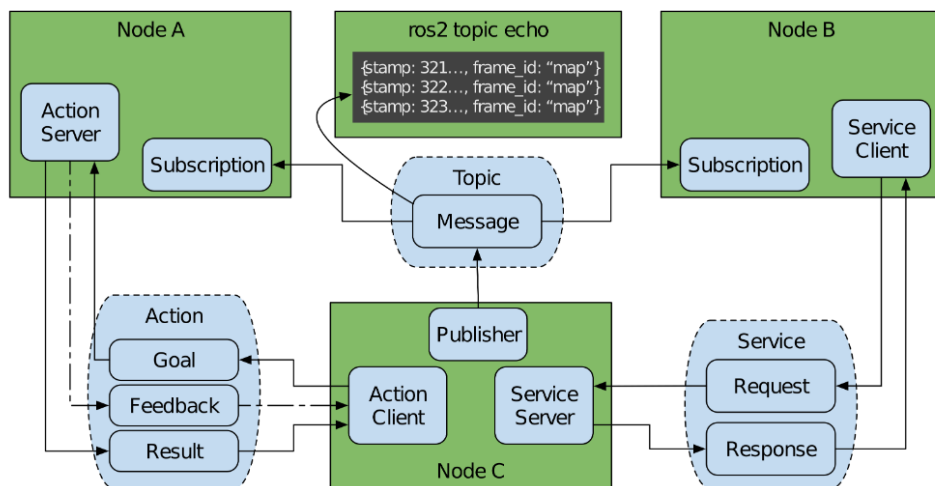 Node A
ros2 topic echo
Node B
{stamp: 321..., frame_id: “map”}
{stamp: 322..., frame_id: “map”}
{stamp: 323..., frame_id: “map”}
Action
Server
Subscription
Subscription
Service
Client
Topic
Message
Action
Goal
Feedback
Result
Publisher
Action
Client
Service
Server
Node C
Service
Request
Response